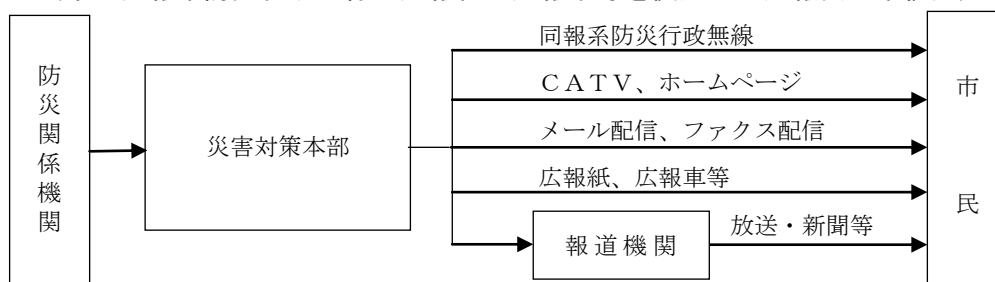 防災関係機関
災害対策本部
同報系防災行政無線
ＣＡＴＶ、ホームページ
メール配信、ファクス配信
広報紙、広報車等
報道機関
放送・新聞等
市民